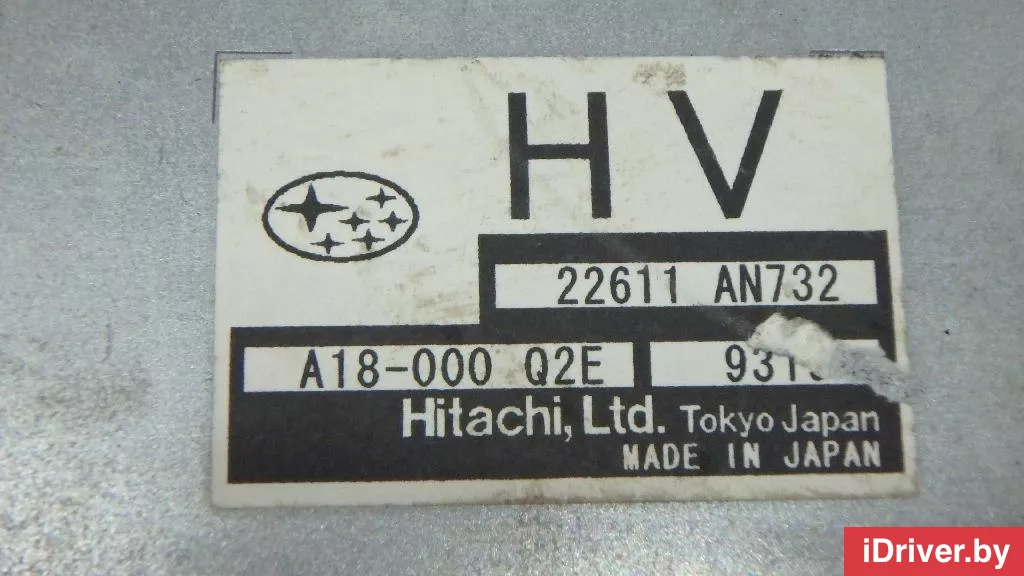 HV
22611 AN732
A18-000 Q2E
Hitachi, Ltd. Tokyo Japan
MADE IN JAPAN
iDriver.by